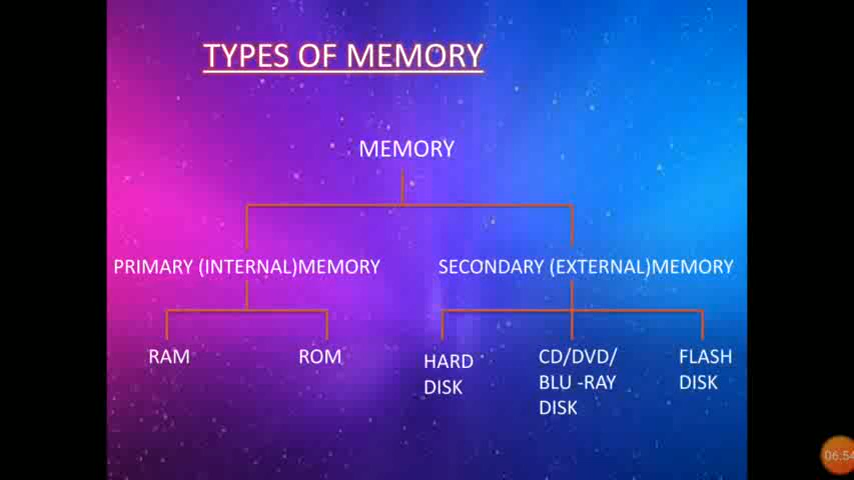 TYPES OF MEMORY
MEMORY
PRIMARY (INTERNAL)MEMORY
SECONDARY (EXTERNAL)MEMORY
RAM
ROM
HARD
DISK
CD/DVD/
BLU -RAY
DISK
FLASH
DISK
06:54